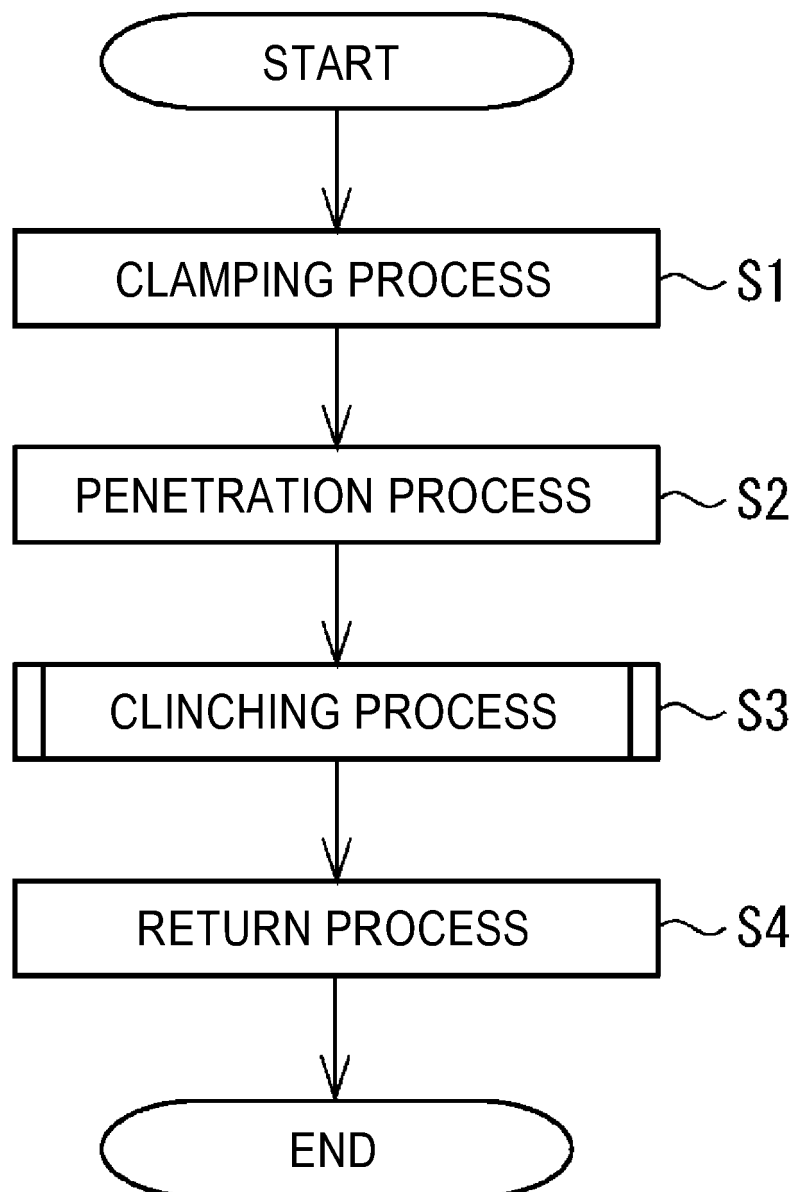 START
CLAMPING PROCESS S1
PENETRATION PROCESS S2
CLINCHING PROCESS S3
RETURN PROCESS S4
END